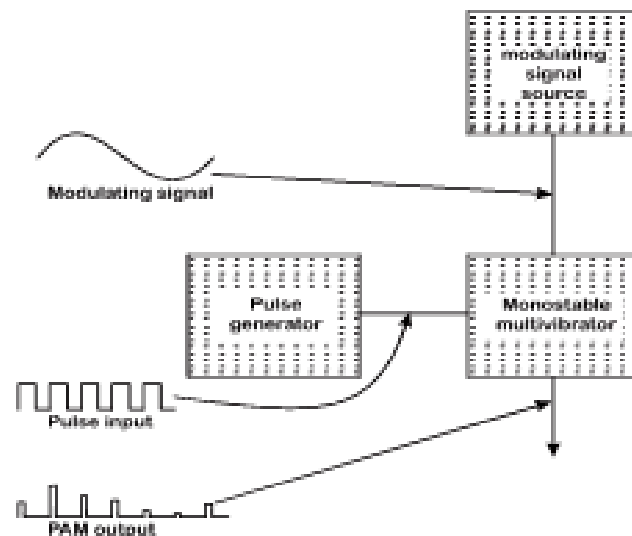 modulating
signal
source
Modulating signal
Pulse
generator
Monostable
multivibrator
Pulse input
PAM output